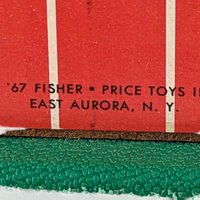 '67 FISHER • PRICE TOYS I
EAST AURORA, N. Y.